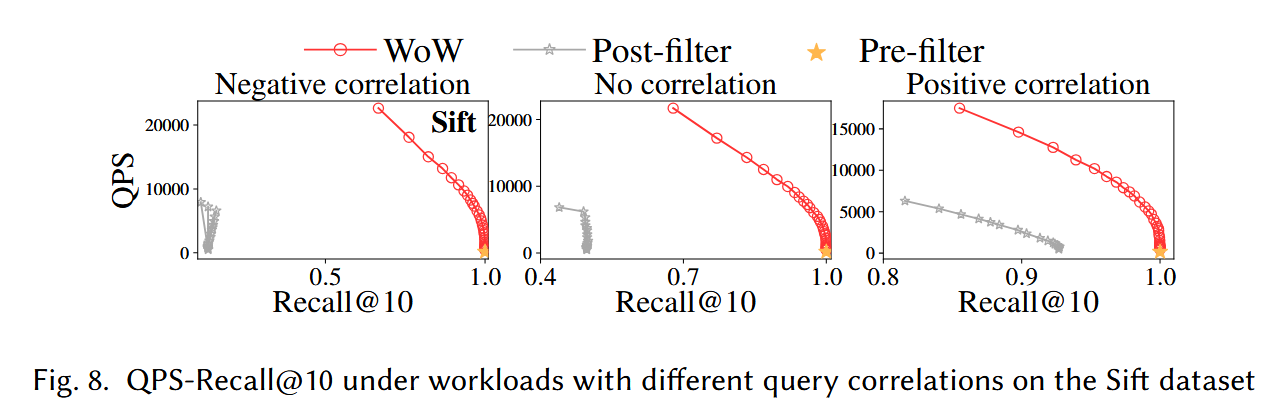 WoW Post-filter Pre-filter
Negative correlation No correlation Positive correlation
Sift
QPS
20000
10000
0
20000
10000
0
15000
10000
5000
0
0.5 1.0 0.4 0.7 1.0 0.8 0.9 1.0
Recall@10 Recall@10 Recall@10
Fig. 8. QPS-Recall@10 under workloads with different query correlations on the Sift dataset